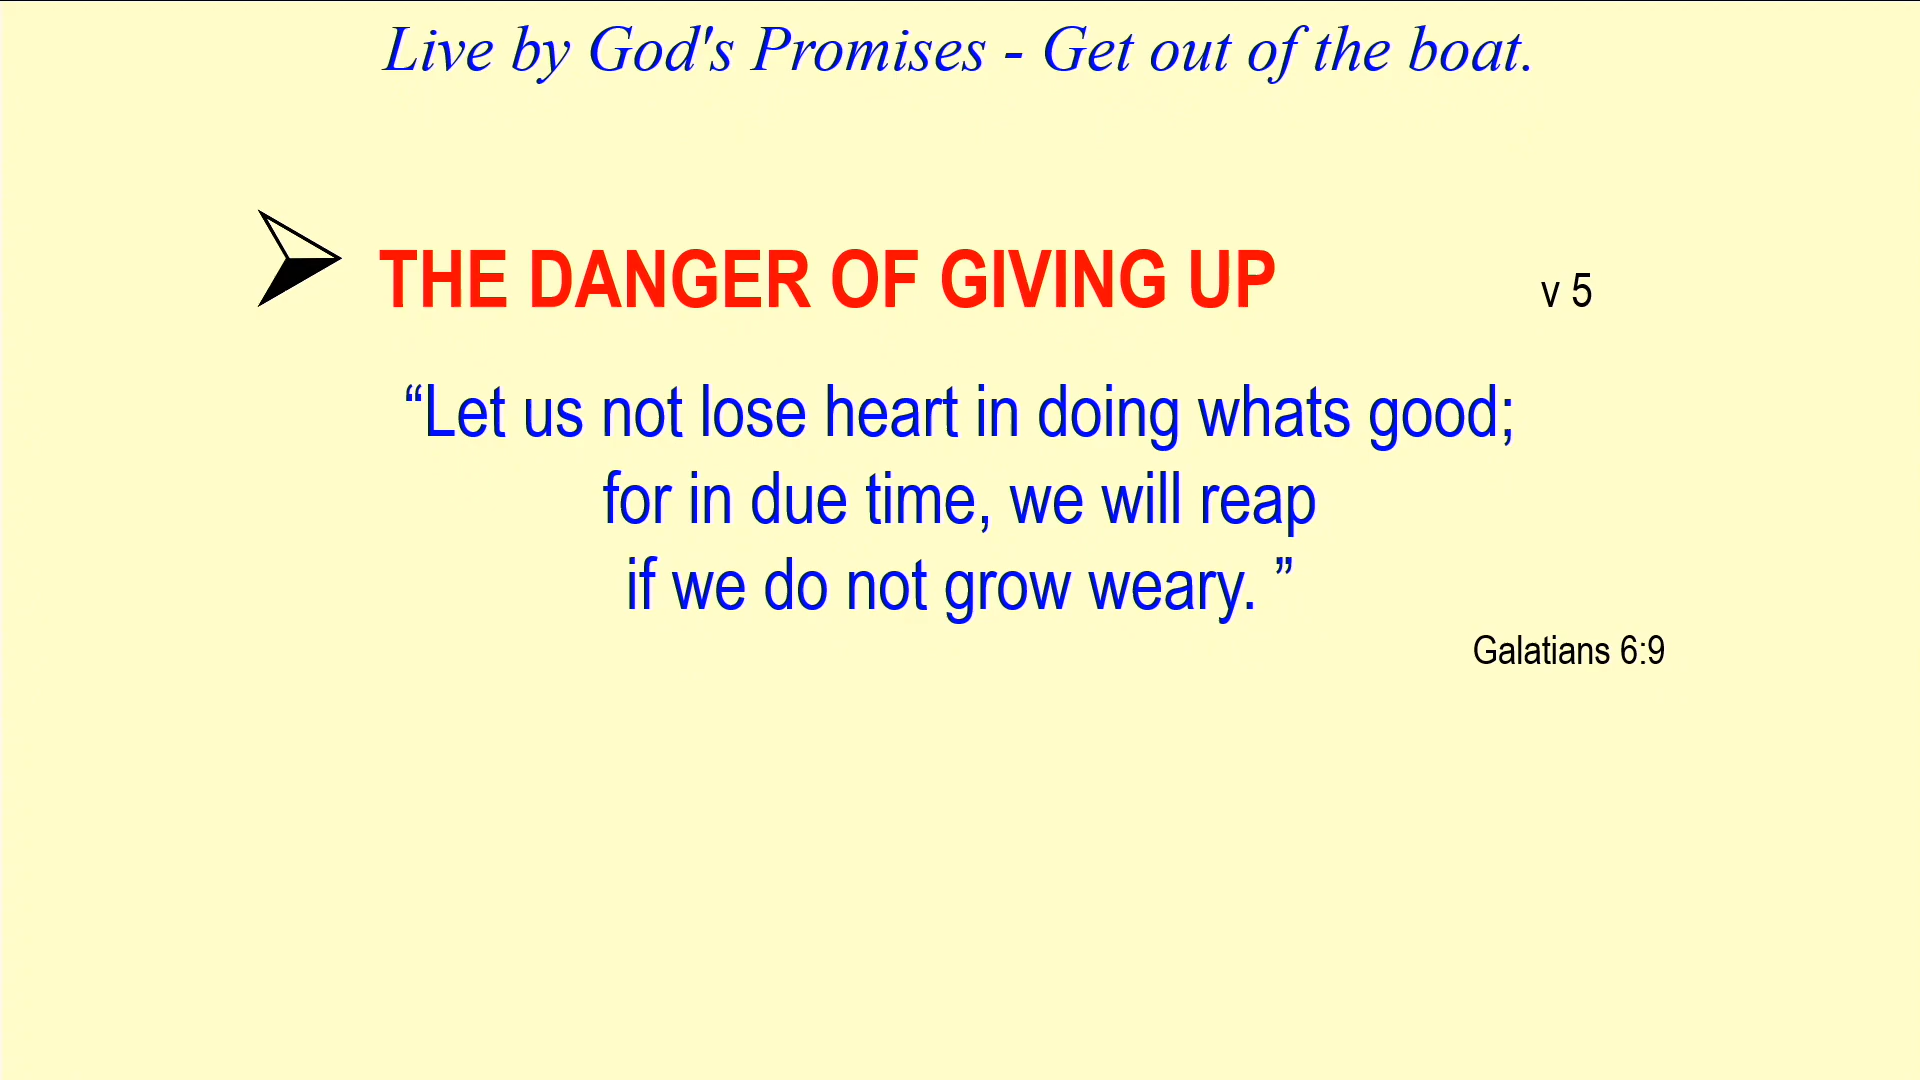 Live by God's Promises - Get out of the boat.
THE DANGER OF GIVING UP v 5
“Let us not lose heart in doing whats good;
for in due time, we will reap
if we do not grow weary. ”
Galatians 6:9